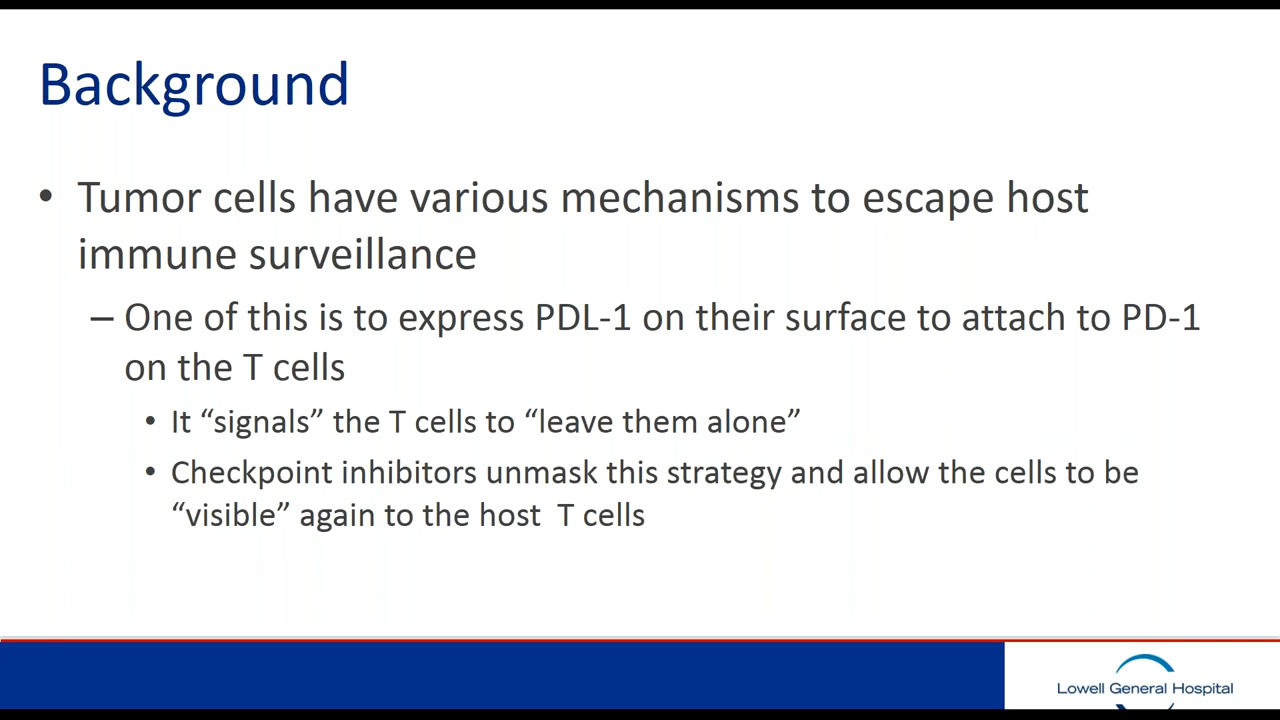 Background
• Tumor cells have various mechanisms to escape host
immune surveillance
– One of this is to express PDL-1 on their surface to attach to PD-1
on the T cells
• It “signals” the T cells to “leave them alone”
• Checkpoint inhibitors unmask this strategy and allow the cells to be
“visible” again to the host  T cells
Lowell General Hospital